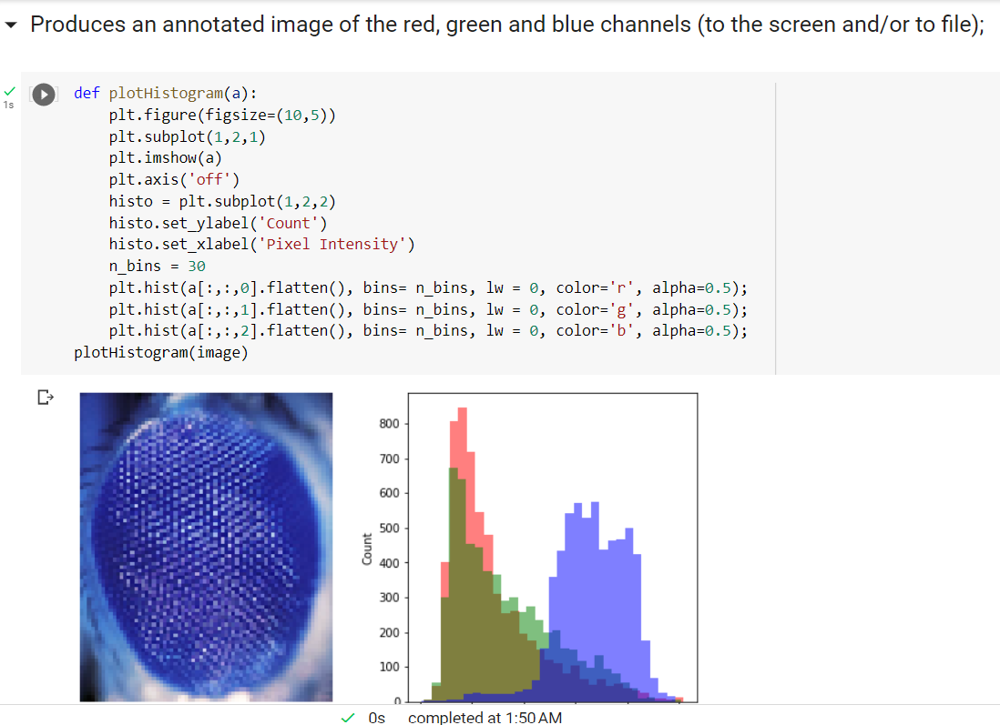 Produces an annotated image of the red, green and blue channels (to the screen and/or to file);
1s
def plotHistogram(a):
    plt.figure(figsize=(10,5))
    plt.subplot(1,2,1)
    plt.imshow(a)
    plt.axis('off')
    histo = plt.subplot(1,2,2)
    histo.set_ylabel('Count')
    histo.set_xlabel('Pixel Intensity')
    n_bins = 30
    plt.hist(a[:,:,0].flatten(), bins= n_bins, lw = 0, color='r', alpha=0.5);
    plt.hist(a[:,:,1].flatten(), bins= n_bins, lw = 0, color='g', alpha=0.5);
    plt.hist(a[:,:,2].flatten(), bins= n_bins, lw = 0, color='b', alpha=0.5);
plotHistogram(image)
800
700
600
500
Count
400
300
200
100
0
0s completed at 1:50 AM